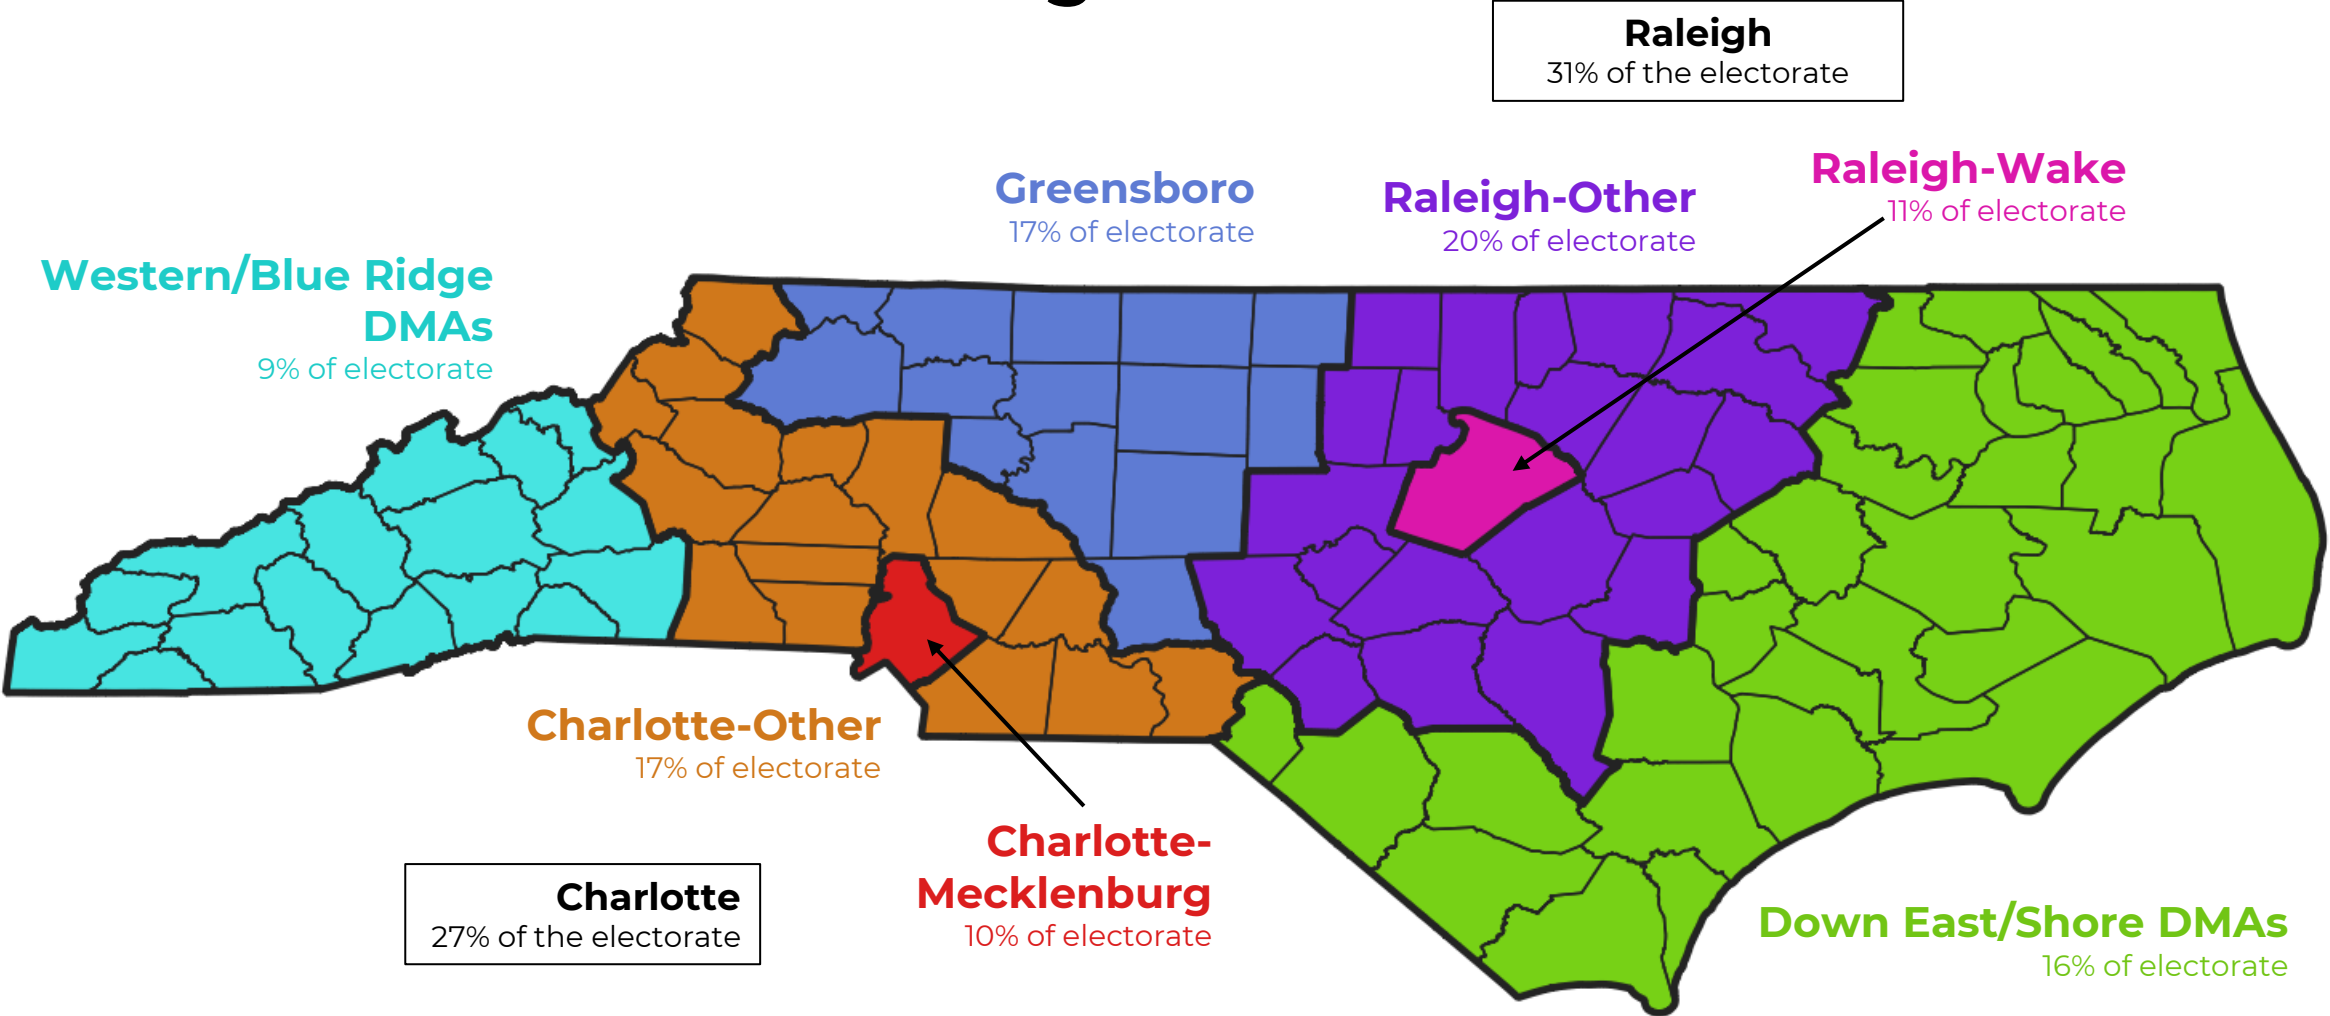 Raleigh
31% of the electorate
Raleigh-Wake
11% of electorate
Greensboro
17% of electorate
Raleigh-Other
20% of electorate
Western/Blue Ridge
DMAs
9% of electorate
Charlotte-Other
17% of electorate
Charlotte-
Mecklenburg
10% of electorate
Charlotte
27% of the electorate
Down East/Shore DMAs
16% of electorate